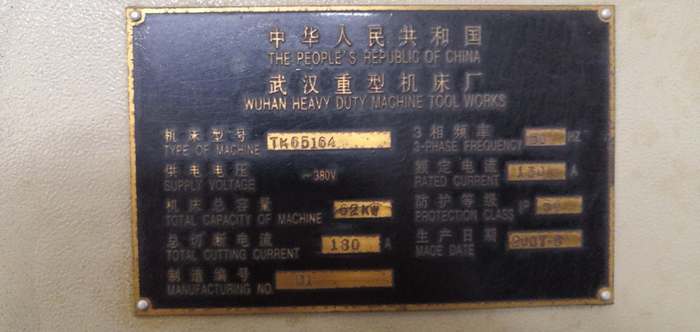 中华人民共和国
THE PEOPLE'S REPUBLIC OF CHINA
武汉重型机床厂
WUHAN HEAVY DUTY MACHINE TOOL WORKS
机床型号
TYPE OF MACHINE TK65164
3相频率
3-PHASE FREQUENCY HZ
供电电压
SUPPLY VOLTAGE ~380V
额定电流
RATED CURRENT A
机床总容量
TOTAL CAPACITY OF MACHINE 62KW
防护等级
PROTECTION CLASS IP
总切断电流
TOTAL CUTTING CURRENT 180 A
生产日期
MADE DATE
制造编号
MANUFACTURING NO. 01